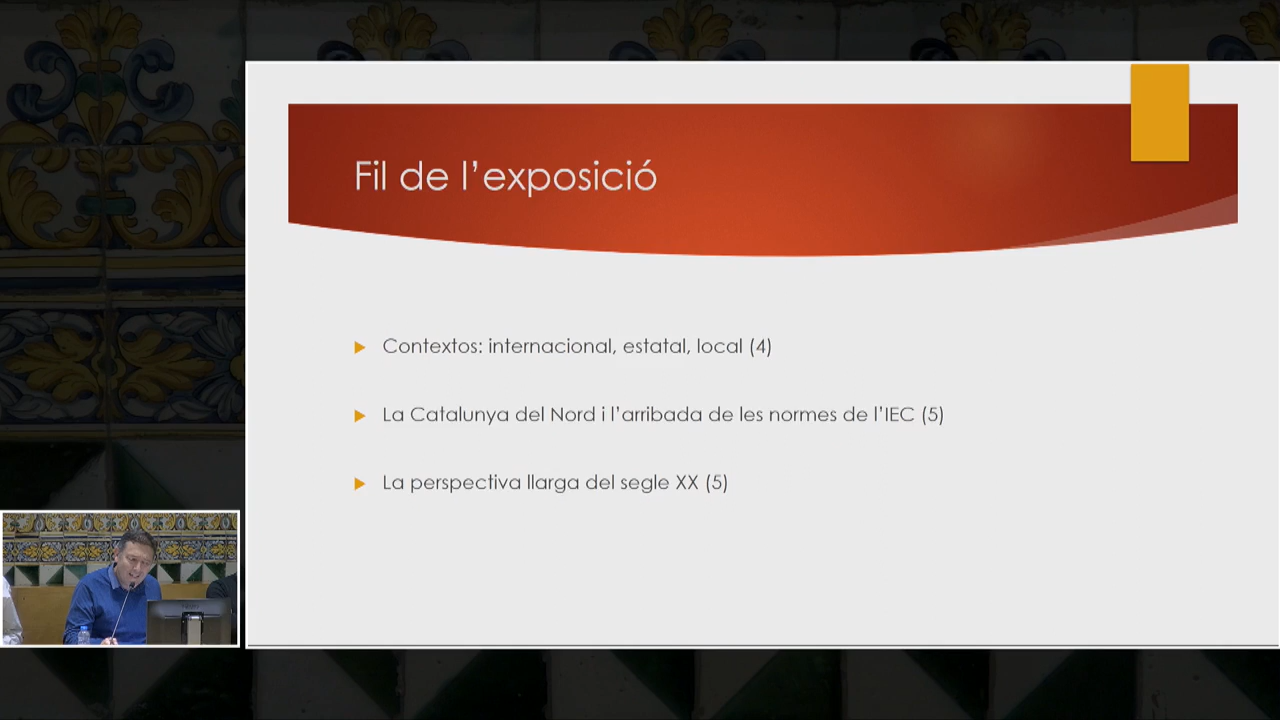 Fil de l’exposició
Contextos: internacional, estatal, local (4)
La Catalunya del Nord i l’arribada de les normes de l’IEC (5)
La perspectiva llarga del segle XX (5)